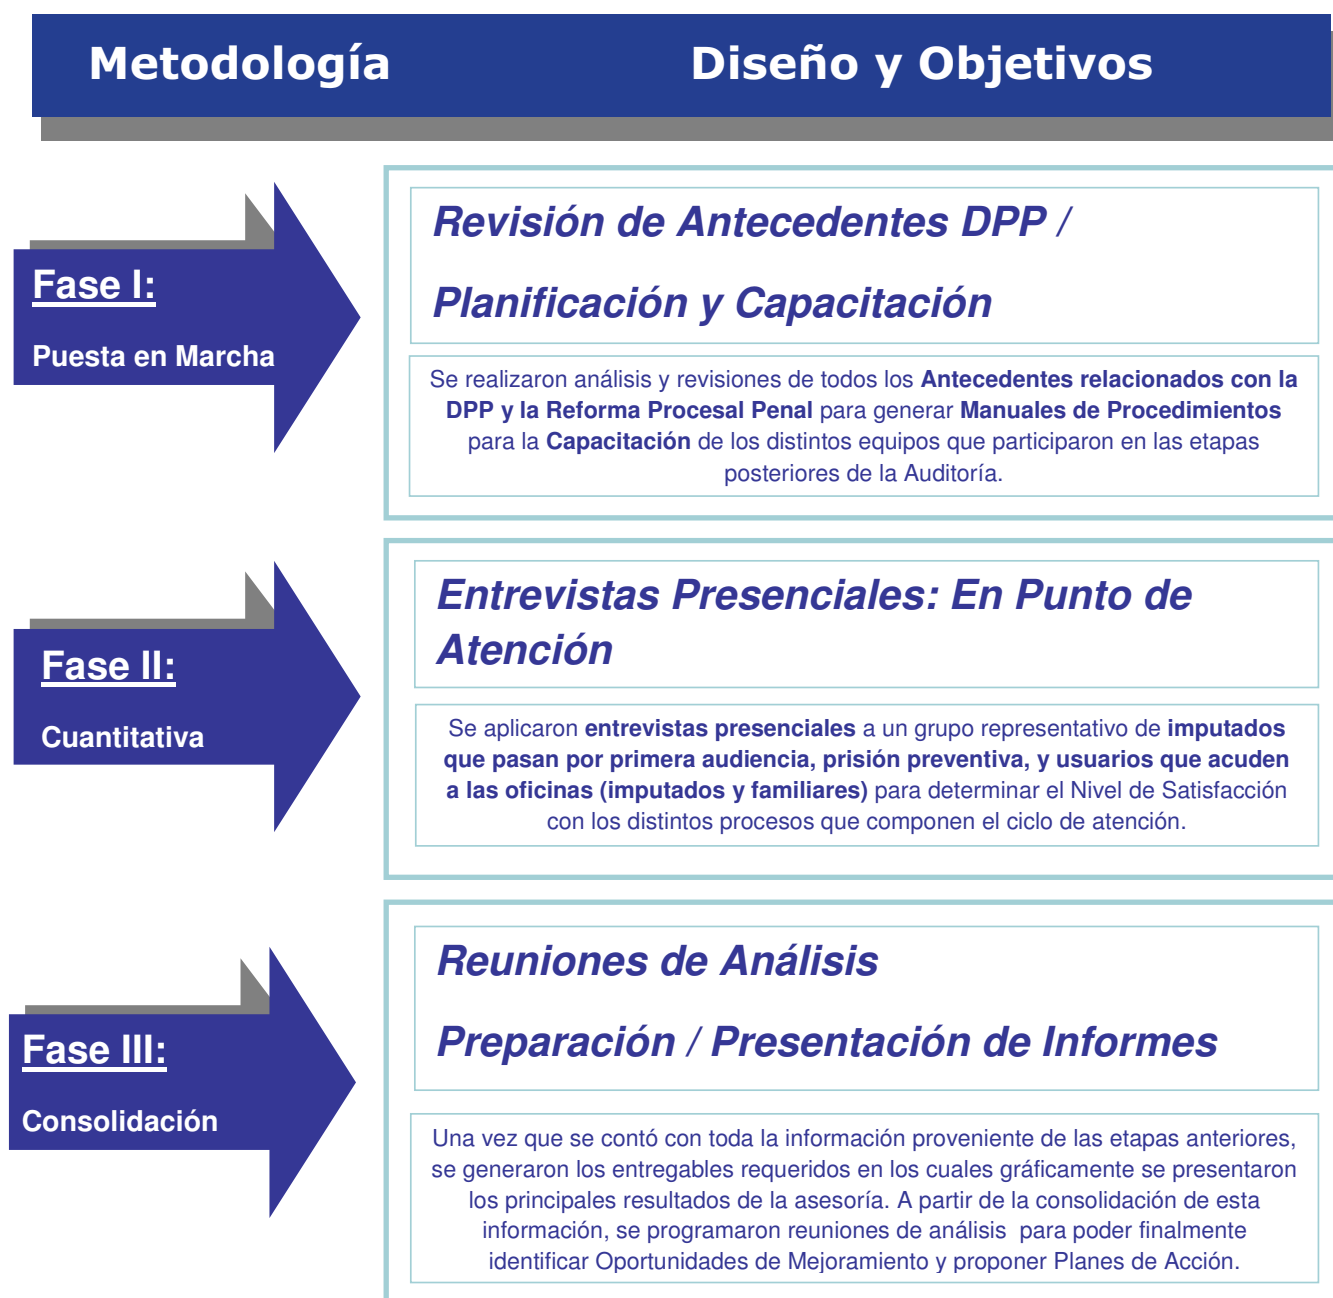 Metodología Diseño y Objetivos
Fase I:
Puesta en Marcha
Revisión de Antecedentes DPP /
Planificación y Capacitación
Se realizaron análisis y revisiones de todos los Antecedentes relacionados con la
DPP y la Reforma Procesal Penal para generar Manuales de Procedimientos
para la Capacitación de los distintos equipos que participaron en las etapas
posteriores de la Auditoría.
Fase II:
Cuantitativa
Entrevistas Presenciales: En Punto de
Atención
Se aplicaron entrevistas presenciales a un grupo representativo de imputados
que pasan por primera audiencia, prisión preventiva, y usuarios que acuden
a las oficinas (imputados y familiares) para determinar el Nivel de Satisfacción
con los distintos procesos que componen el ciclo de atención.
Fase III:
Consolidación
Reuniones de Análisis
Preparación / Presentación de Informes
Una vez que se contó con toda la información proveniente de las etapas anteriores,
se generaron los entregables requeridos en los cuales gráficamente se presentaron
los principales resultados de la asesoría. A partir de la consolidación de esta
información, se programaron reuniones de análisis para poder finalmente
identificar Oportunidades de Mejoramiento y proponer Planes de Acción.